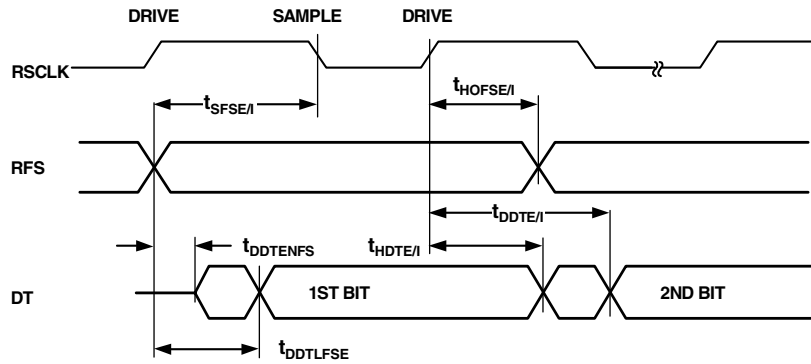 DRIVE SAMPLE DRIVE
RSCLK
tHOFSE/I
tSFSE/I
RFS
tDDTE/I
tDDTENFS tHDTE/I
DT 1ST BIT 2ND BIT
tDDTLFSE